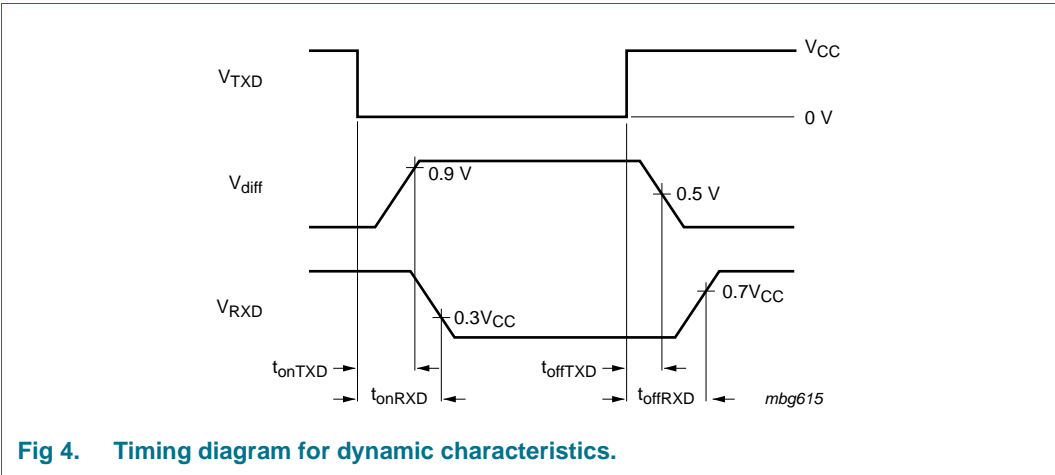 VTXD
VCC
0 V
Vdiff
0.9 V
0.5 V
VRXD
0.3VCC
0.7VCC
tonTXD
toffTXD
tonRXD
toffRXD
mbg615
Fig 4. Timing diagram for dynamic characteristics.